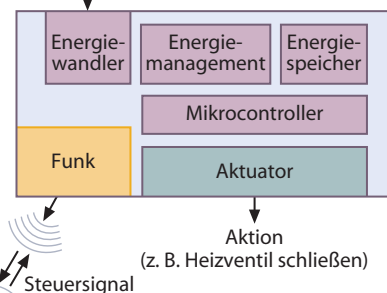 Energie-
wandler
Energie-
management
Energie-
speicher
Mikrocontroller
Funk
Aktuator
Aktion
(z. B. Heizventil schließen)
Steuersignal